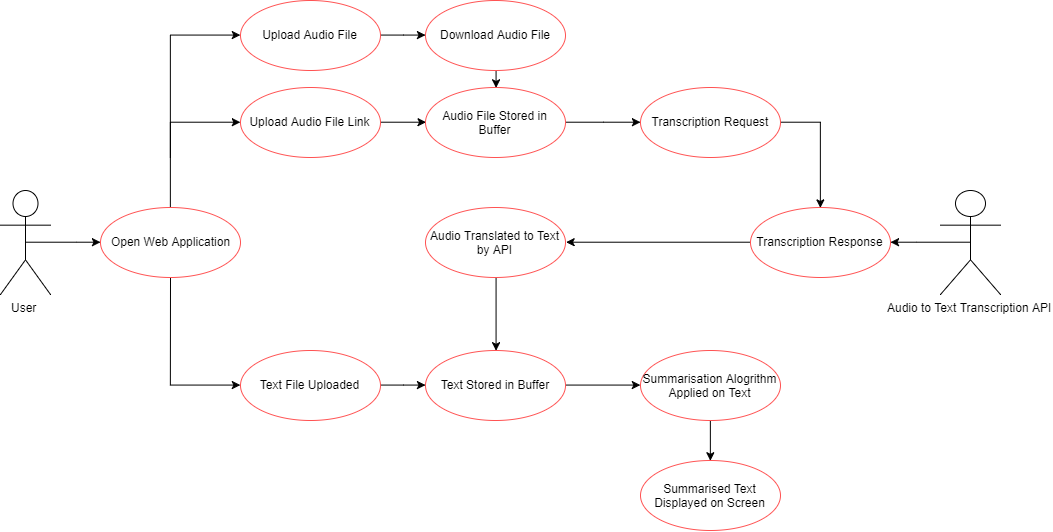 Upload Audio File
Download Audio File
Upload Audio File Link
Audio File Stored in
Buffer
Transcription Request
Open Web Application
Audio Translated to Text
by API
Transcription Response
User
Audio to Text Transcription API
Text File Uploaded
Text Stored in Buffer
Summarisation Alogrithm
Applied on Text
Summarised Text
Displayed on Screen